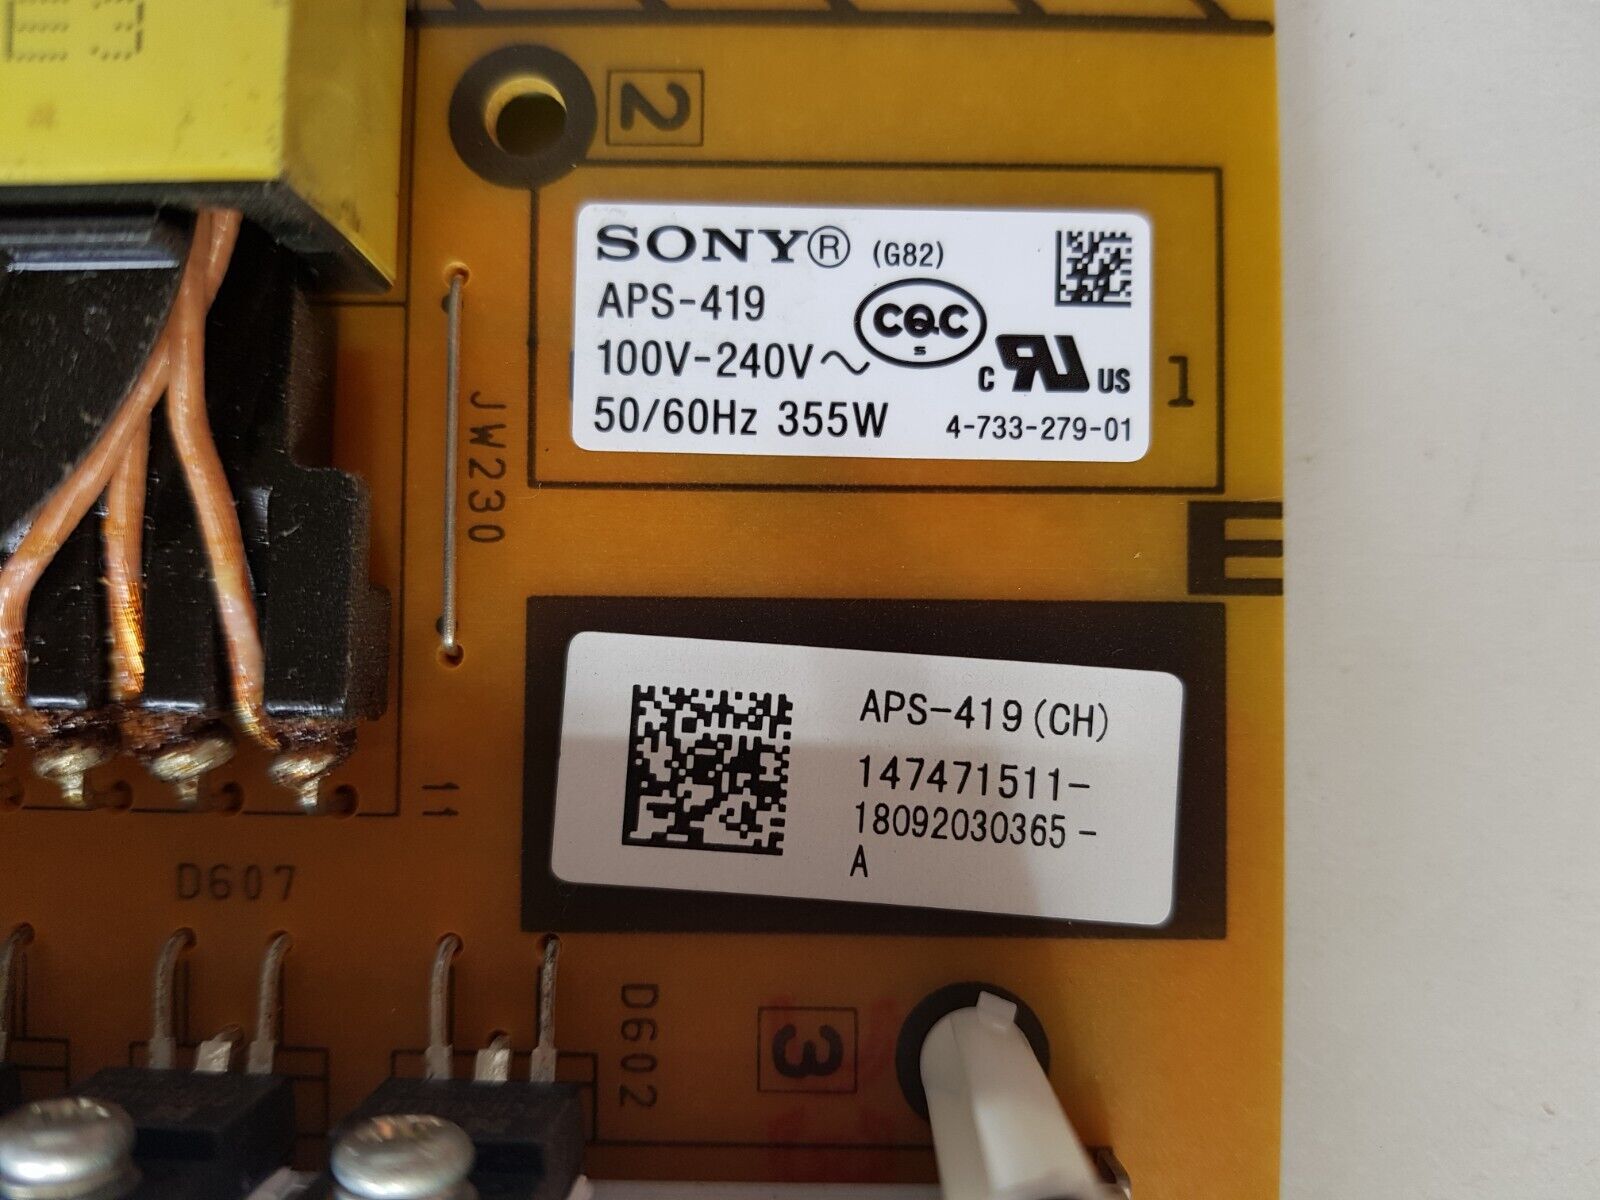 2
SONY® (G82)
APS-419
CQC
S
100V-240V~
C RU US
50/60Hz 355W
4-733-279-01
1
JW230
E
APS-419 (CH)
147471511-
18092030365-
A
11
D607
D602
3